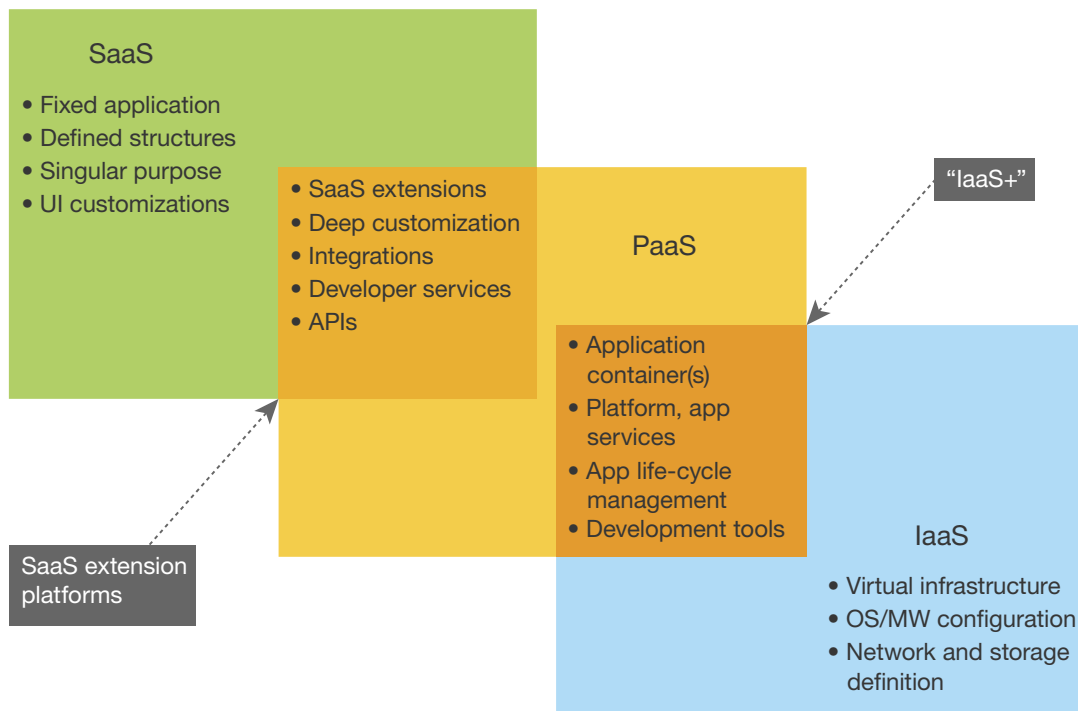 SaaS
• Fixed application
• Defined structures
• Singular purpose
• UI customizations
• SaaS extensions
• Deep customization
• Integrations
• Developer services
• APIs
PaaS
“IaaS+”
• Application
container(s)
• Platform, app
services
• App life-cycle
management
• Development tools
SaaS extension
platforms
IaaS
• Virtual infrastructure
• OS/MW configuration
• Network and storage
definition